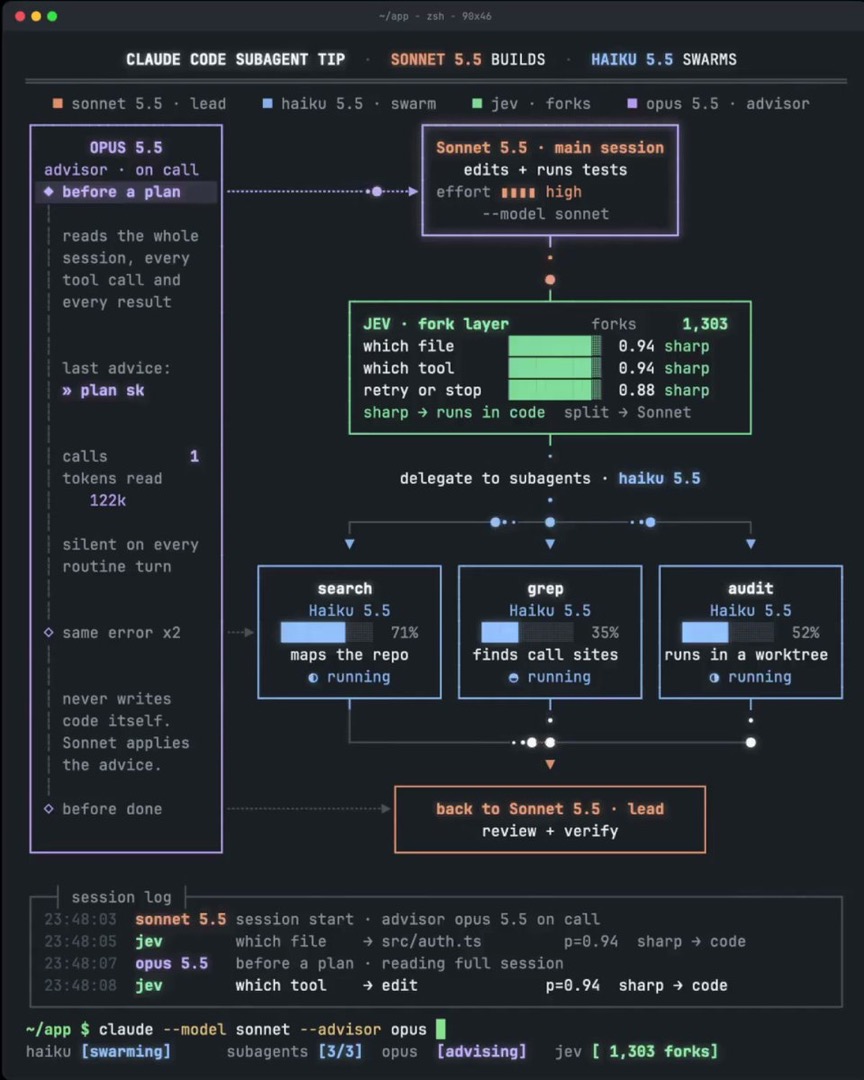 ~/app - zsh - 90x46
CLAUDE CODE SUBAGENT TIP · SONNET 5.5 BUILDS · HAIKU 5.5 SWARMS
sonnet 5.5 · lead haiku 5.5 · swarm jev · forks opus 5.5 · advisor
OPUS 5.5
advisor · on call
◆ before a plan
reads the whole
session, every
tool call and
every result
last advice:
» plan sk
calls 1
tokens read
122k
silent on every
routine turn
◇ same error x2
never writes
code itself.
Sonnet applies
the advice.
◇ before done
Sonnet 5.5 · main session
edits + runs tests
effort ▮▮▮▮ high
--model sonnet
JEV · fork layer forks 1,303
which file 0.94 sharp
which tool 0.94 sharp
retry or stop 0.88 sharp
sharp → runs in code split → Sonnet
delegate to subagents · haiku 5.5
search
Haiku 5.5
71%
maps the repo
◐ running
grep
Haiku 5.5
35%
finds call sites
◓ running
audit
Haiku 5.5
52%
runs in a worktree
◑ running
back to Sonnet 5.5 · lead
review + verify
session log
23:48:03 sonnet 5.5 session start · advisor opus 5.5 on call
23:48:05 jev which file → src/auth.ts p=0.94 sharp → code
23:48:07 opus 5.5 before a plan · reading full session
23:48:08 jev which tool → edit p=0.94 sharp → code
~/app $ claude --model sonnet --advisor opus
haiku [swarming] subagents [3/3] opus [advising] jev [ 1,303 forks]